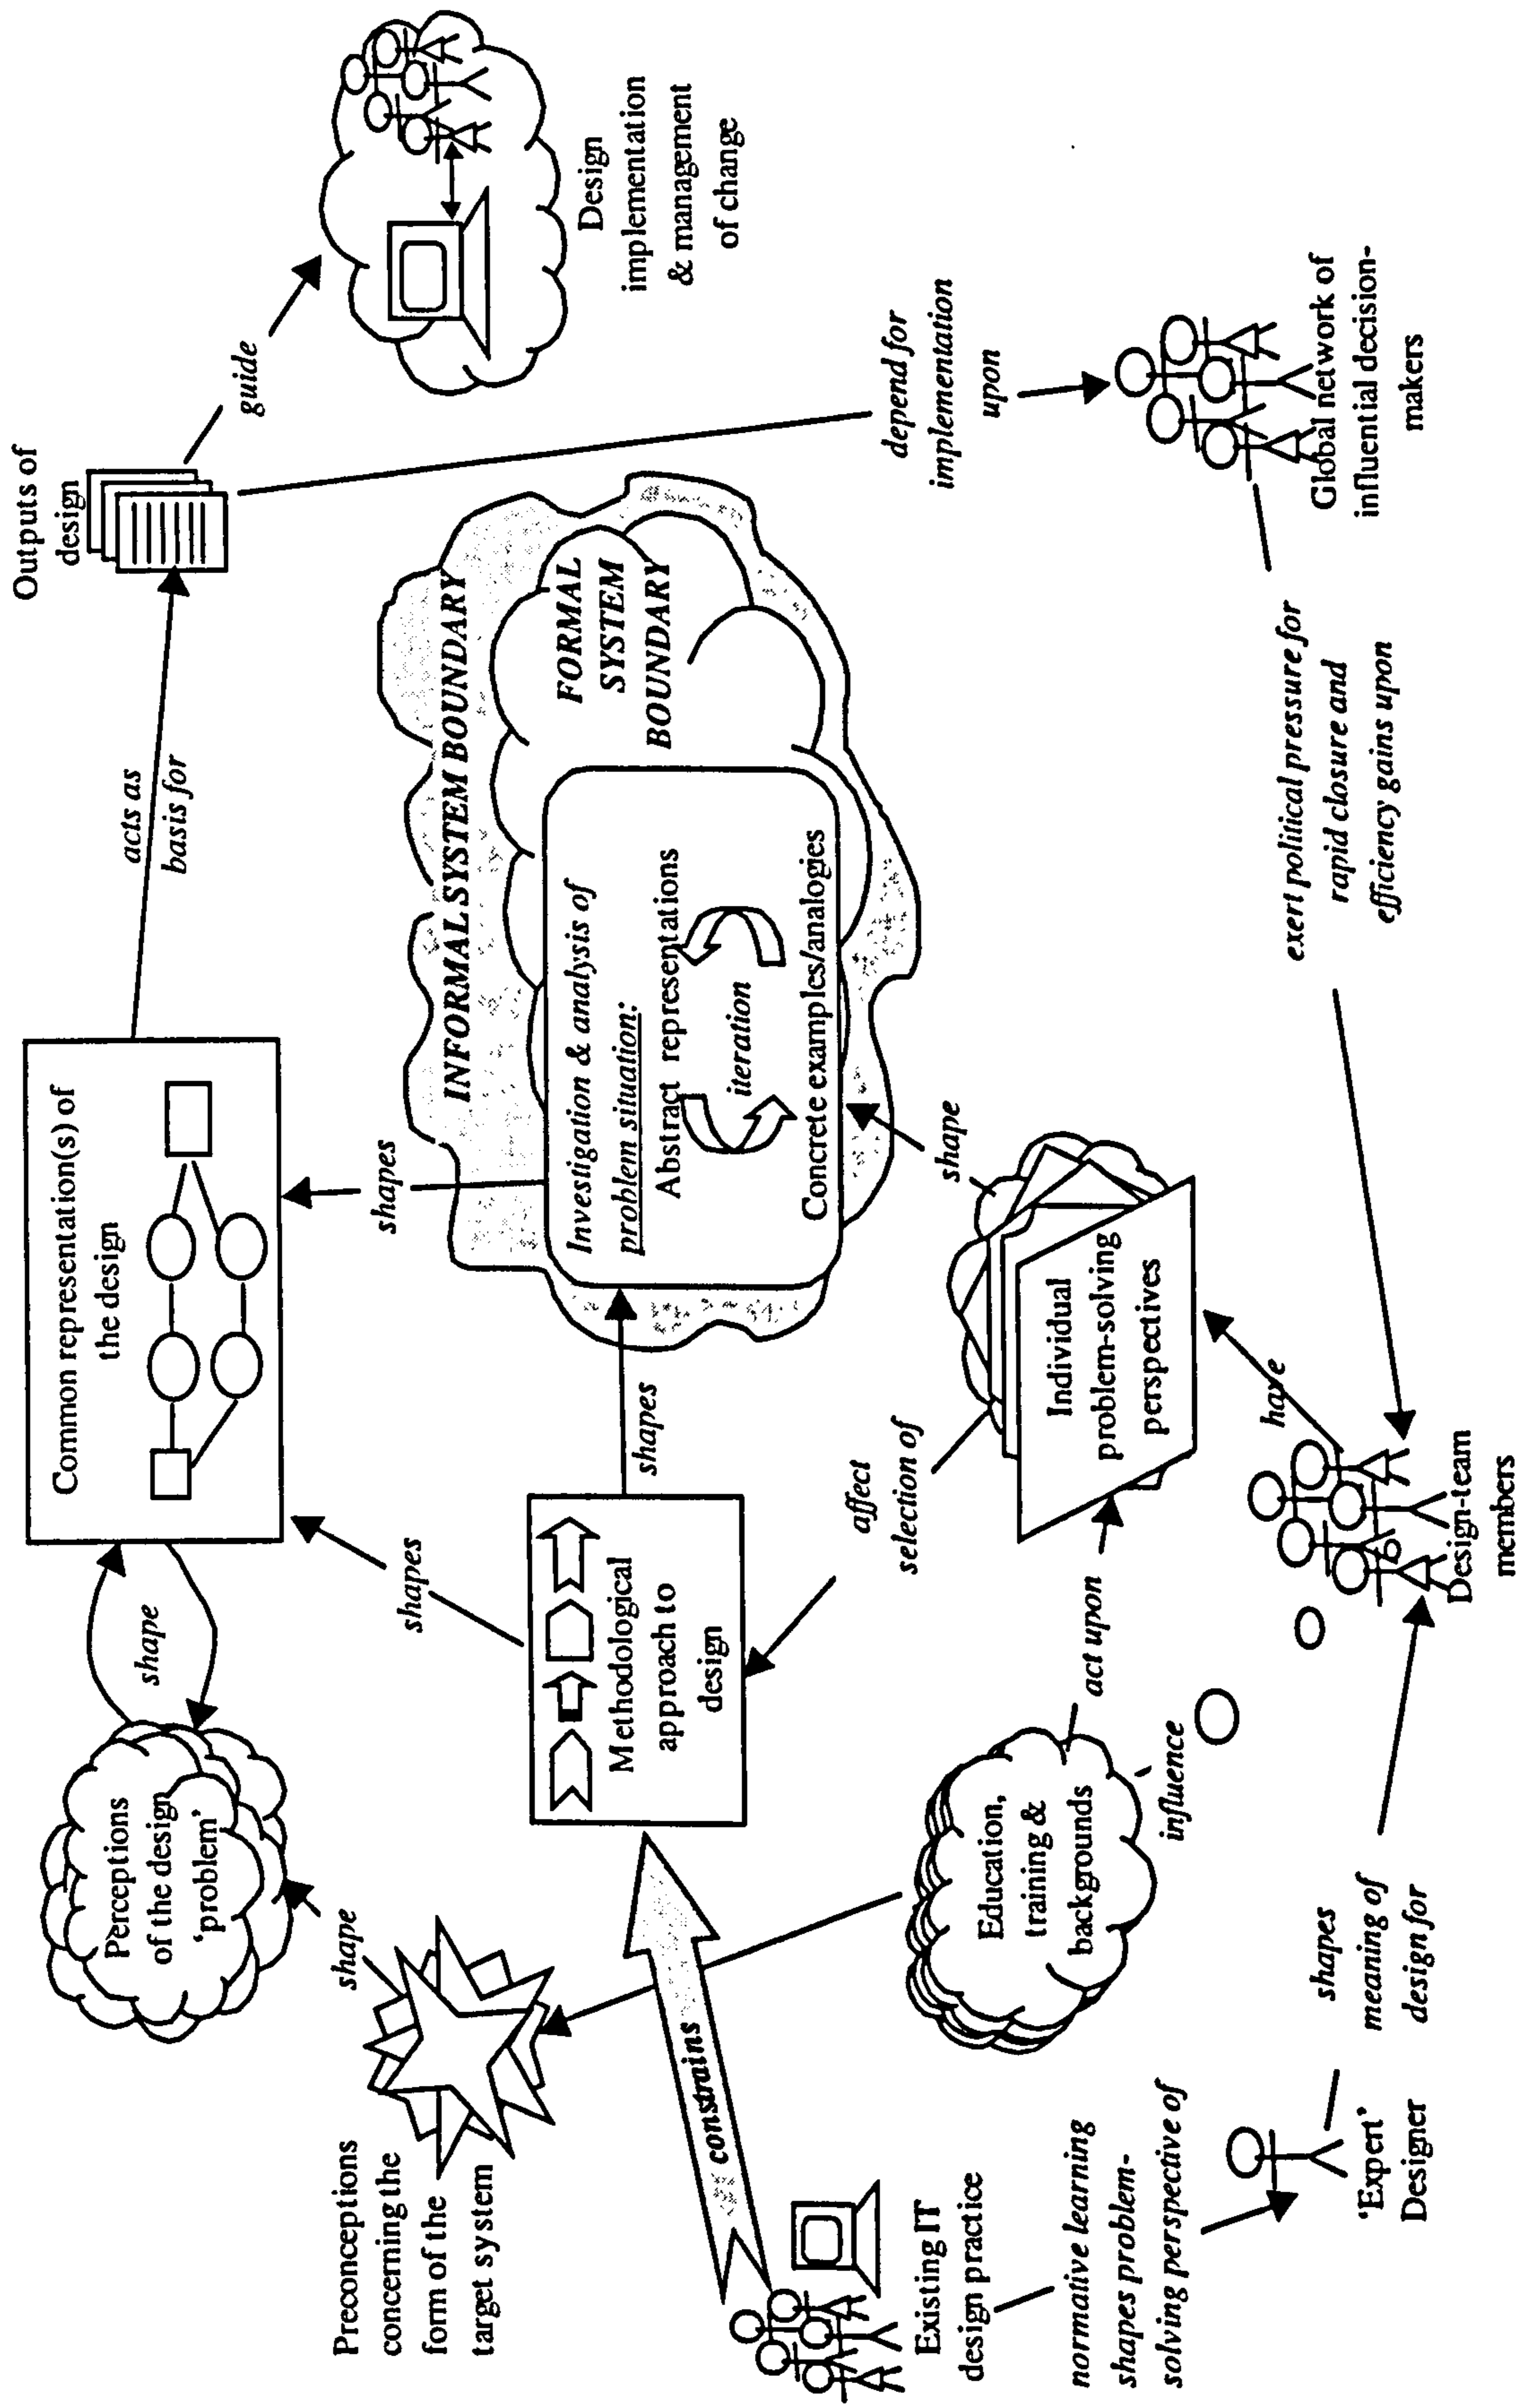 Outputs of
design
guide
Design
implementation
& management
of change
acts as
basis for
depend for
implementation
upon
Global network of
influential decision-
makers
Common representation(s) of
the design
shapes
INFORMAL SYSTEM BOUNDARY
FORMAL
SYSTEM
BOUNDARY
Investigation & analysis of
problem situation:
Abstract representations
iteration
Concrete examples/analogies
shape
exert political pressure for
rapid closure and
efficiency gains upon
shape
Perceptions
of the design
'problem'
shapes
shapes
Methodological
approach to
design
affect
selection of
Individual
problem-solving
perspectives
have
Design-team
members
shape
Preconceptions
concerning the
form of the
target system
constrains
Education,
training &
backgrounds
act upon
influence
Existing IT
design practice
normative learning
shapes problem-
solving perspective of
'Expert'
Designer
shapes
meaning of
design for